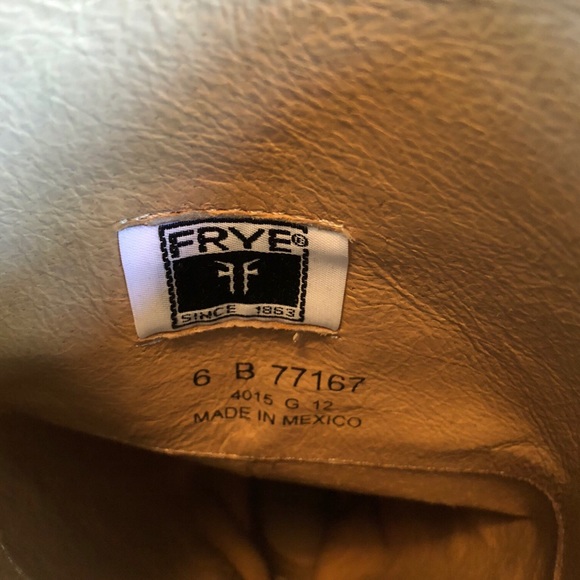 FRYE®
SINCE 1863
6 B 77167
4015 G 12
MADE IN MEXICO